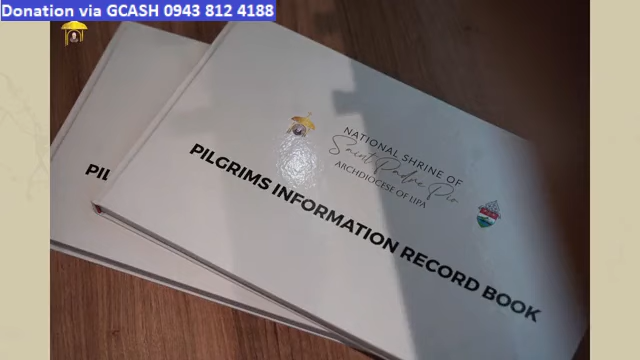 Donation via GCASH 0943 812 4188
NATIONAL SHRINE OF
Saint Padre Pio
ARCHDIOCESE OF LIPA
PILGRIMS INFORMATION RECORD BOOK
PIL